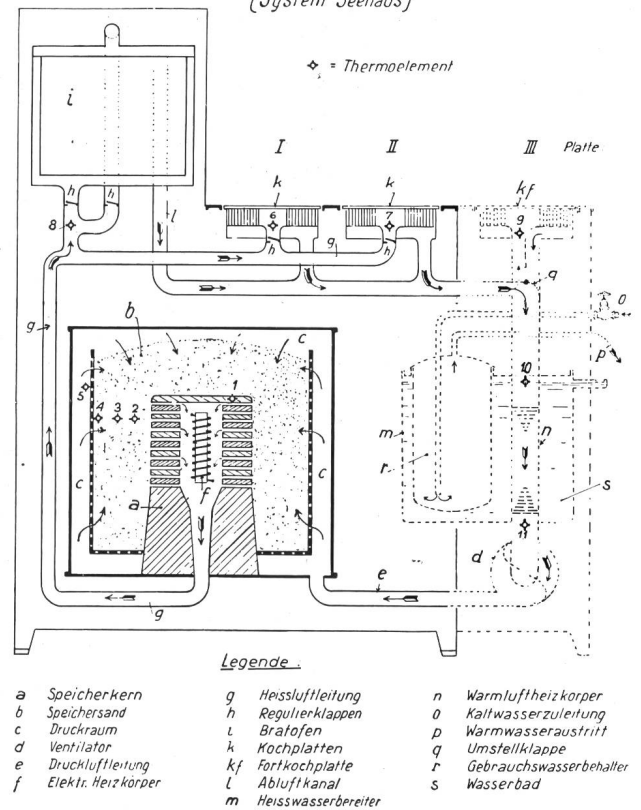 (System Seehaus)
= Thermoelement
I II III Platte
i k k kf
h h 6 7 9
8 l g h h q
g O
b c p
1
5 10
4 3 2 m n
c f c r s
a 11
d
e
g
Legende :
a Speicherkern
b Speichersand
c Druckraum
d Ventilator
e Druckluftleitung
f Elektr. Heizkörper
g Heissluftleitung
h Regulierklappen
i Bratofen
k Kochplatten
kf Fortkochplatte
l Abluftkanal
m Heisswasserbereiter
n Warmluftheizkörper
o Kaltwasserzuleitung
p Warmwasseraustritt
q Umstellklappe
r Gebrauchswasserbehälter
s Wasserbad